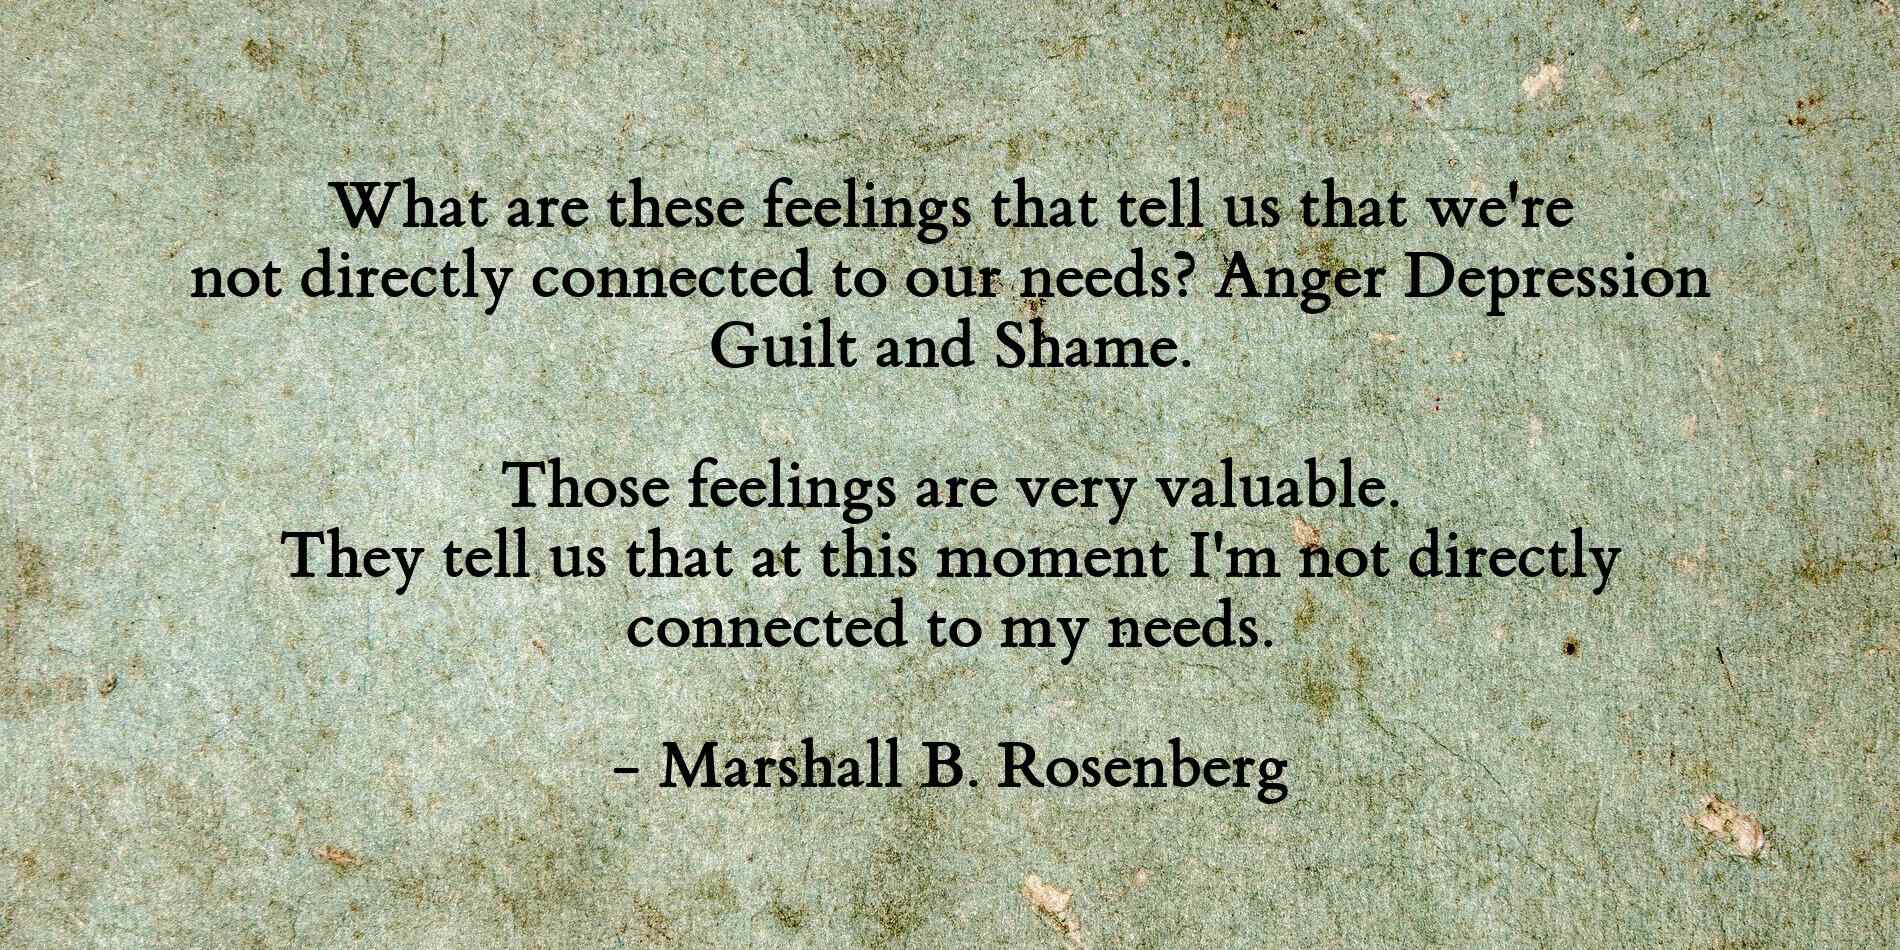 What are these feelings that tell us that we're
not directly connected to our needs? Anger Depression
Guilt and Shame.
Those feelings are very valuable.
They tell us that at this moment I'm not directly
connected to my needs.
- Marshall B. Rosenberg